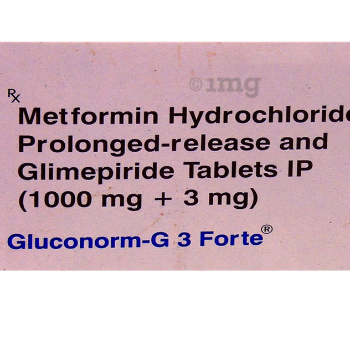 ©1mg
Rx
Metformin Hydrochloride
Prolonged-release and
Glimepiride Tablets IP
(1000 mg + 3 mg)
Gluconorm-G 3 Forte®